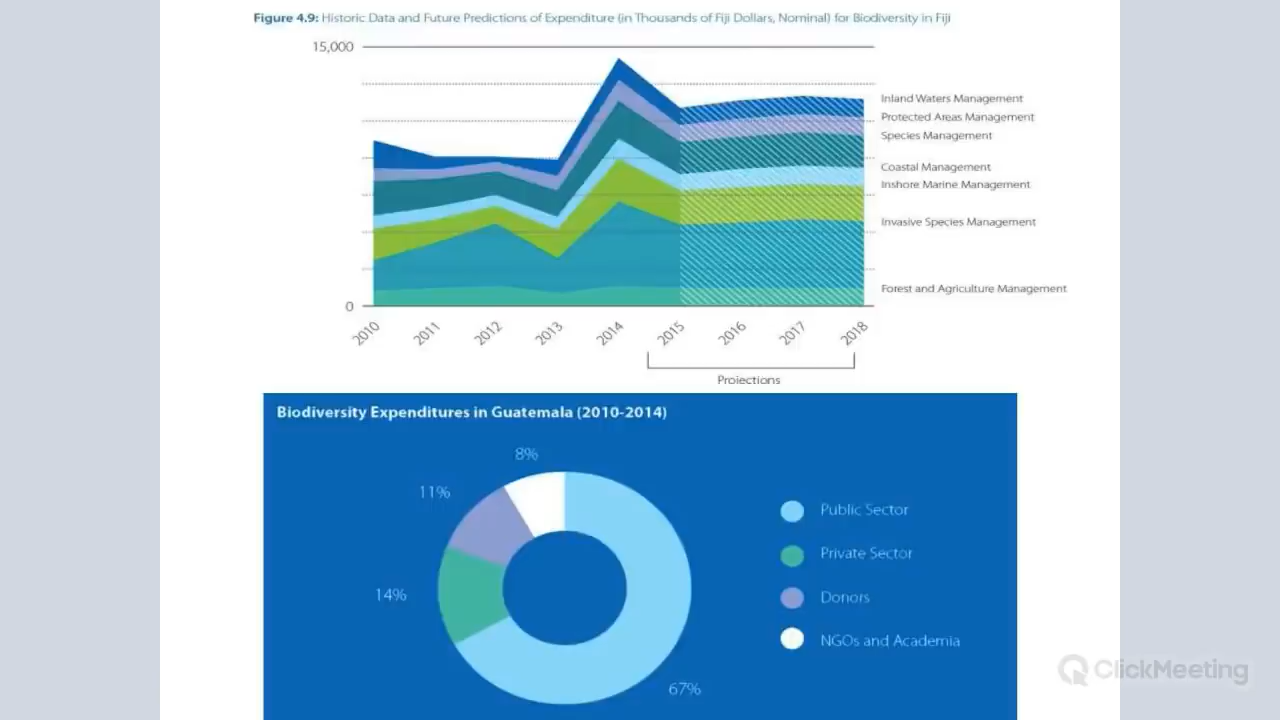 Figure 4.9: Historic Data and Future Predictions of Expenditure (in Thousands of Fiji Dollars, Nominal) for Biodiversity in Fiji
15,000
Inland Waters Management
Protected Areas Management
Species Management
Coastal Management
Inshore Marine Management
Invasive Species Management
Forest and Agriculture Management
0
2010 2011 2012 2013 2014 2015 2016 2017 2018
Projections
Biodiversity Expenditures in Guatemala (2010-2014)
8%
11%
14%
67%
Public Sector
Private Sector
Donors
NGOs and Academia
ClickMeeting